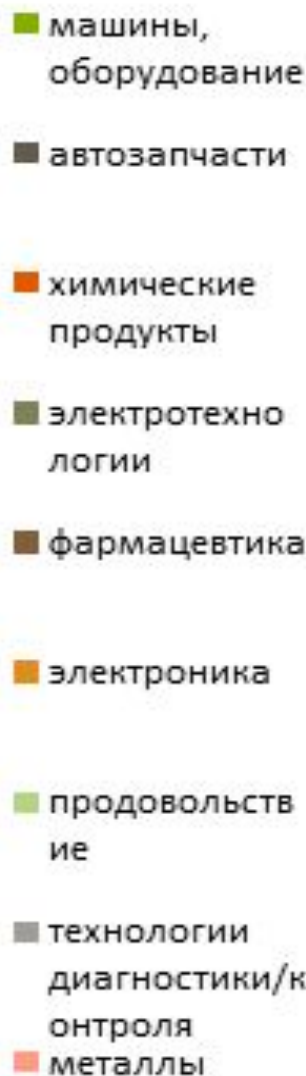 машины,
оборудование
автозапчасти
химические
продукты
электротехно
логии
фармацевтика
электроника
продовольств
ие
технологии
диагностики/к
онтроля
металлы